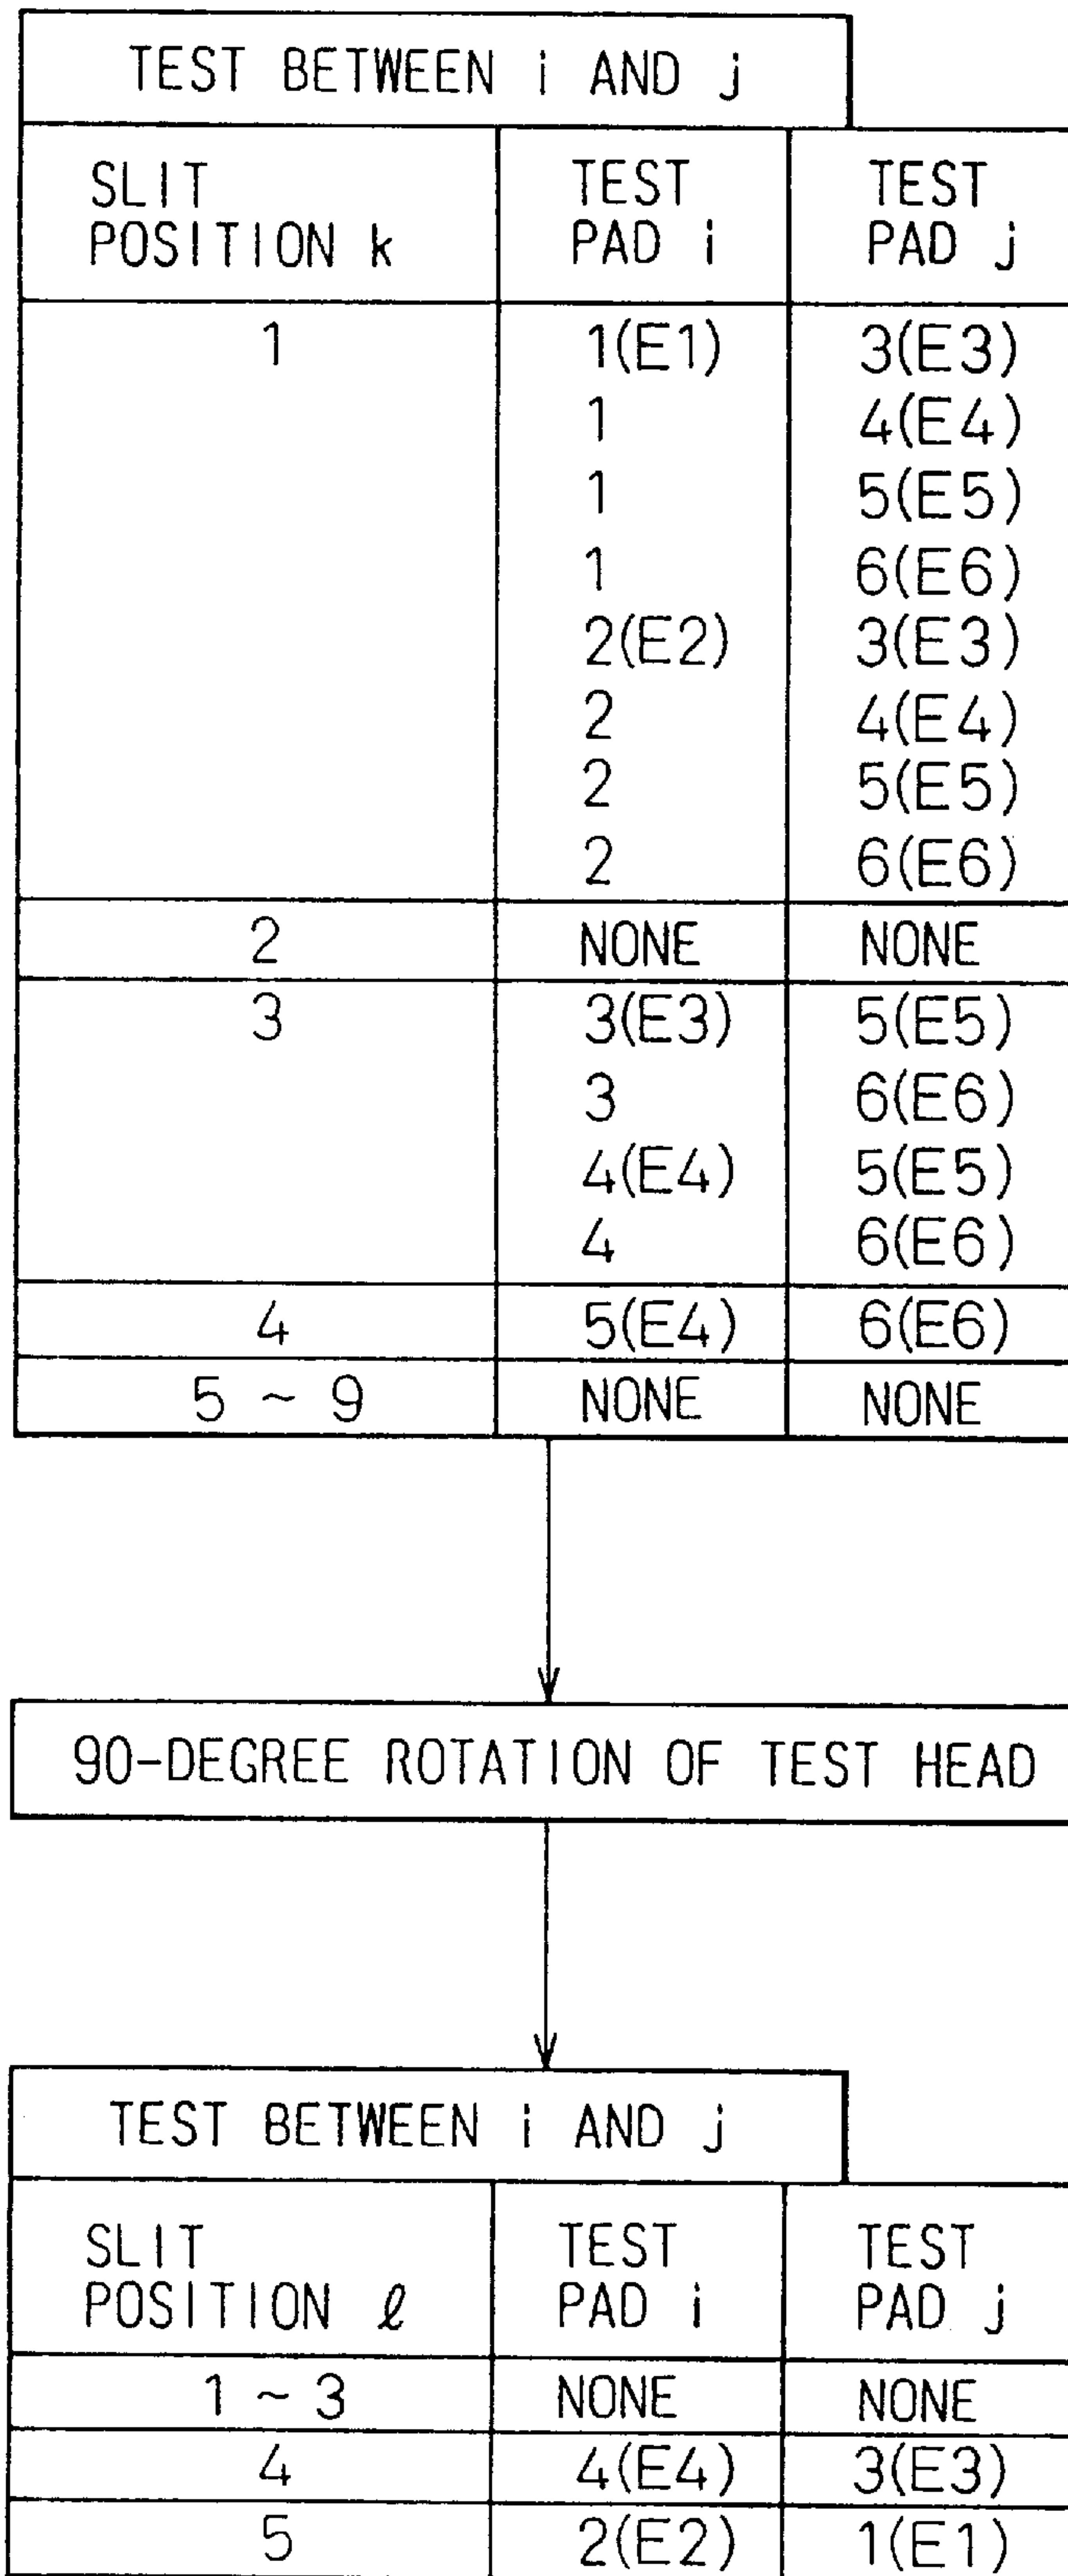 TEST BETWEEN i AND j
SLIT POSITION k TEST PAD i TEST PAD j
1 1(E1) 3(E3)
1 4(E4)
1 5(E5)
1 6(E6)
2(E2) 3(E3)
2 4(E4)
2 5(E5)
2 6(E6)
2 NONE NONE
3 3(E3) 5(E5)
3 6(E6)
4(E4) 5(E5)
4 6(E6)
4 5(E4) 6(E6)
5 ~ 9 NONE NONE
90-DEGREE ROTATION OF TEST HEAD
TEST BETWEEN i AND j
SLIT POSITION ℓ TEST PAD i TEST PAD j
1 ~ 3 NONE NONE
4 4(E4) 3(E3)
5 2(E2) 1(E1)